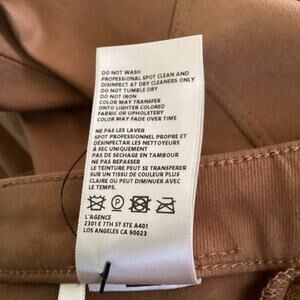 DO NOT WASH
PROFESSIONAL SPOT CLEAN AND
DISINFECT AT DRY CLEANERS ONLY
DO NOT TUMBLE DRY
DO NOT IRON
COLOR MAY TRANSFER
ONTO LIGHTER COLORED
FABRIC OR UPHOLSTERY
COLOR MAY FADE OVER TIME
NE PAS LES LAVER
SPOT PROFESSIONNEL PROPRE ET
DÉSINFECTER LES NETTOYEURS
À SEC UNIQUEMENT
PAS DE SECHAGE EN TAMBOUR
NE PAS REPASSER
LE TEINTURE PEUT SE TRANSFERER
SUR UN TISSU DE COULEUR PLUS
CLAIRE OU PEUT DIMINUER AVEC
LE TEMPS.
P
L'AGENCE
2301 E 7TH ST STE A401
LOS ANGELES CA 90023